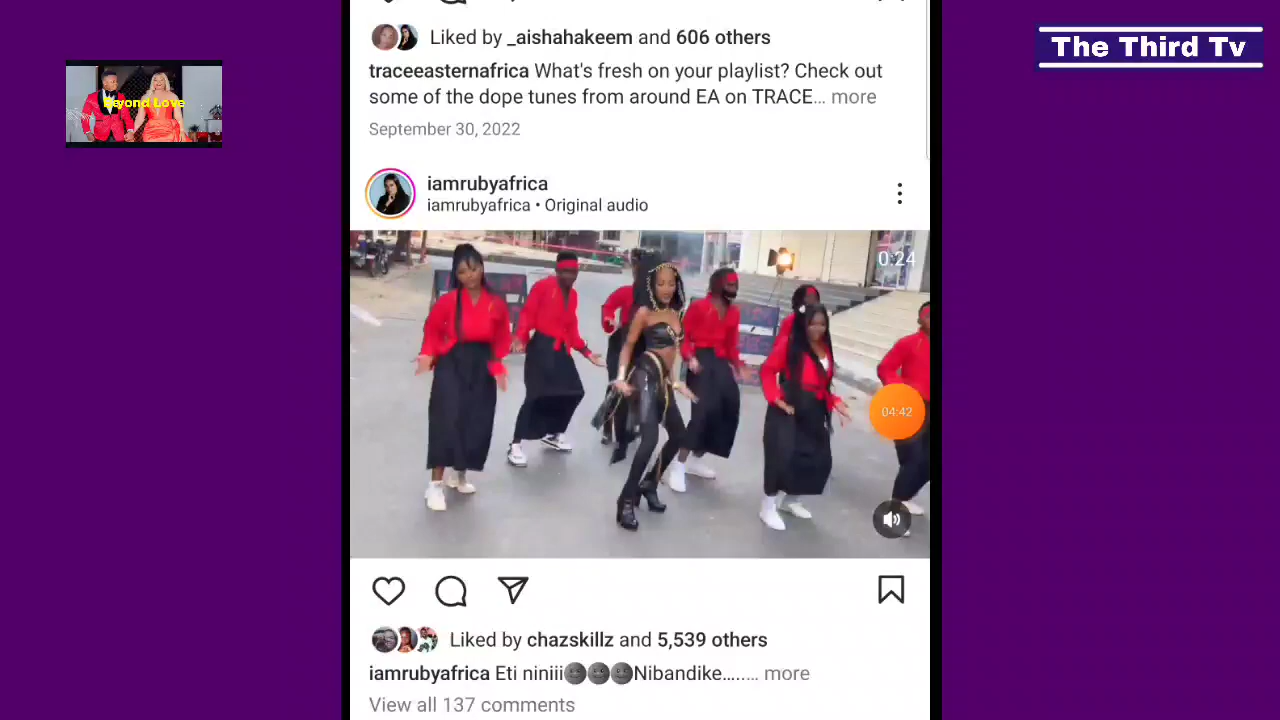 Liked by _aishahakeem and 606 others
The Third Tv
traceeasternafrica What's fresh on your playlist? Check out
some of the dope tunes from around EA on TRACE... more
Beyond Love
September 30, 2022
iamrubyafrica
iamrubyafrica • Original audio
0:24
04:42
Liked by chazskillz and 5,539 others
iamrubyafrica Eti niniii🌚🌚🌚Nibandike....... more
View all 137 comments